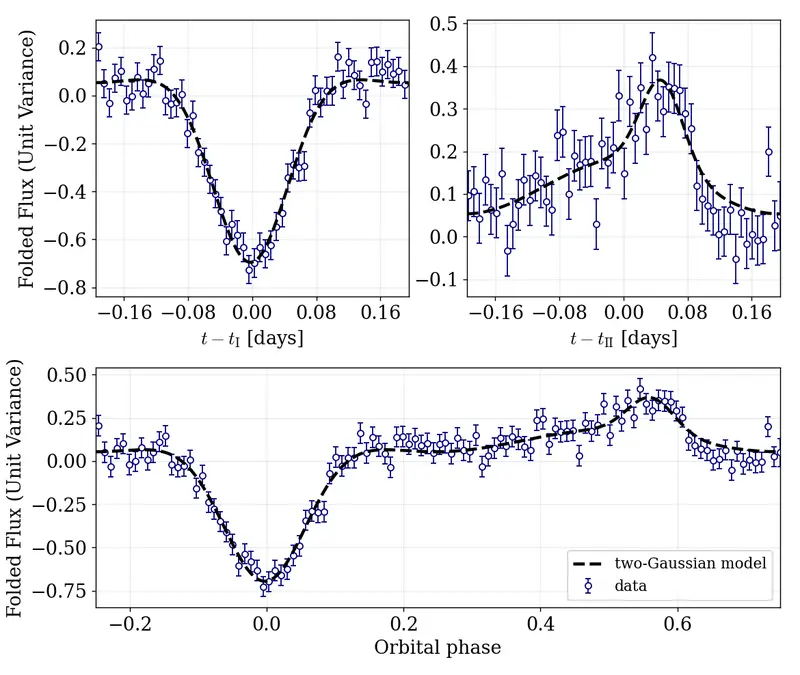 Folded Flux (Unit Variance)
0.2
0.0
−0.2
−0.4
−0.6
−0.8
−0.16 −0.08 0.00 0.08 0.16
t − tI [days]
0.5
0.4
0.3
0.2
0.1
0.0
−0.1
−0.16 −0.08 0.00 0.08 0.16
t − tII [days]
Folded Flux (Unit Variance)
0.50
0.25
0.00
−0.25
−0.50
−0.75
two-Gaussian model
data
−0.2 0.0 0.2 0.4 0.6
Orbital phase